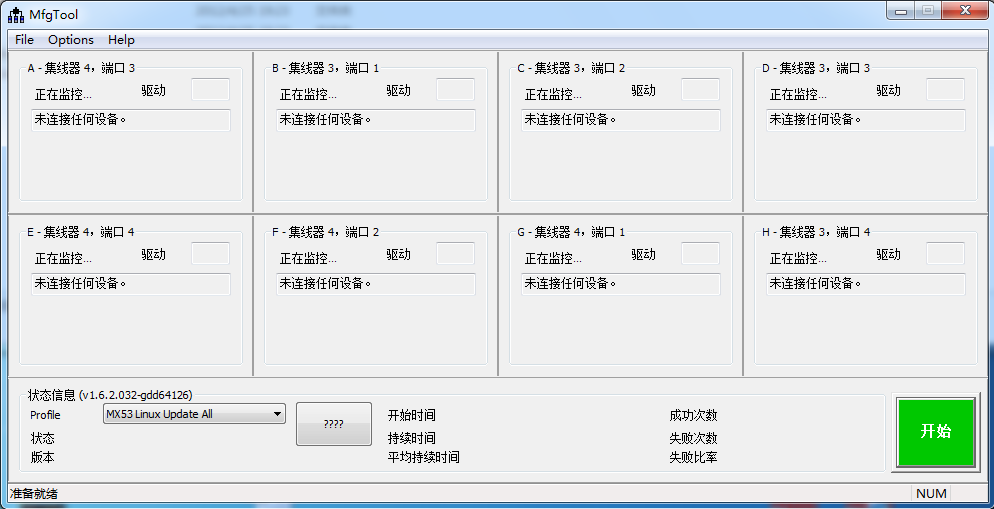 MfgTool
File Options Help
A - 集线器 4，端口 3
正在监控... 驱动
未连接任何设备。
B - 集线器 3，端口 1
正在监控... 驱动
未连接任何设备。
C - 集线器 3，端口 2
正在监控... 驱动
未连接任何设备。
D - 集线器 3，端口 3
正在监控... 驱动
未连接任何设备。
E - 集线器 4，端口 4
正在监控... 驱动
未连接任何设备。
F - 集线器 4，端口 2
正在监控... 驱动
未连接任何设备。
G - 集线器 4，端口 1
正在监控... 驱动
未连接任何设备。
H - 集线器 3，端口 4
正在监控... 驱动
未连接任何设备。
状态信息 (v1.6.2.032-gdd64126)
Profile MX53 Linux Update All ???? 开始时间 成功次数
状态 持续时间 失败次数
版本 平均持续时间 失败比率
开始
准备就绪 NUM